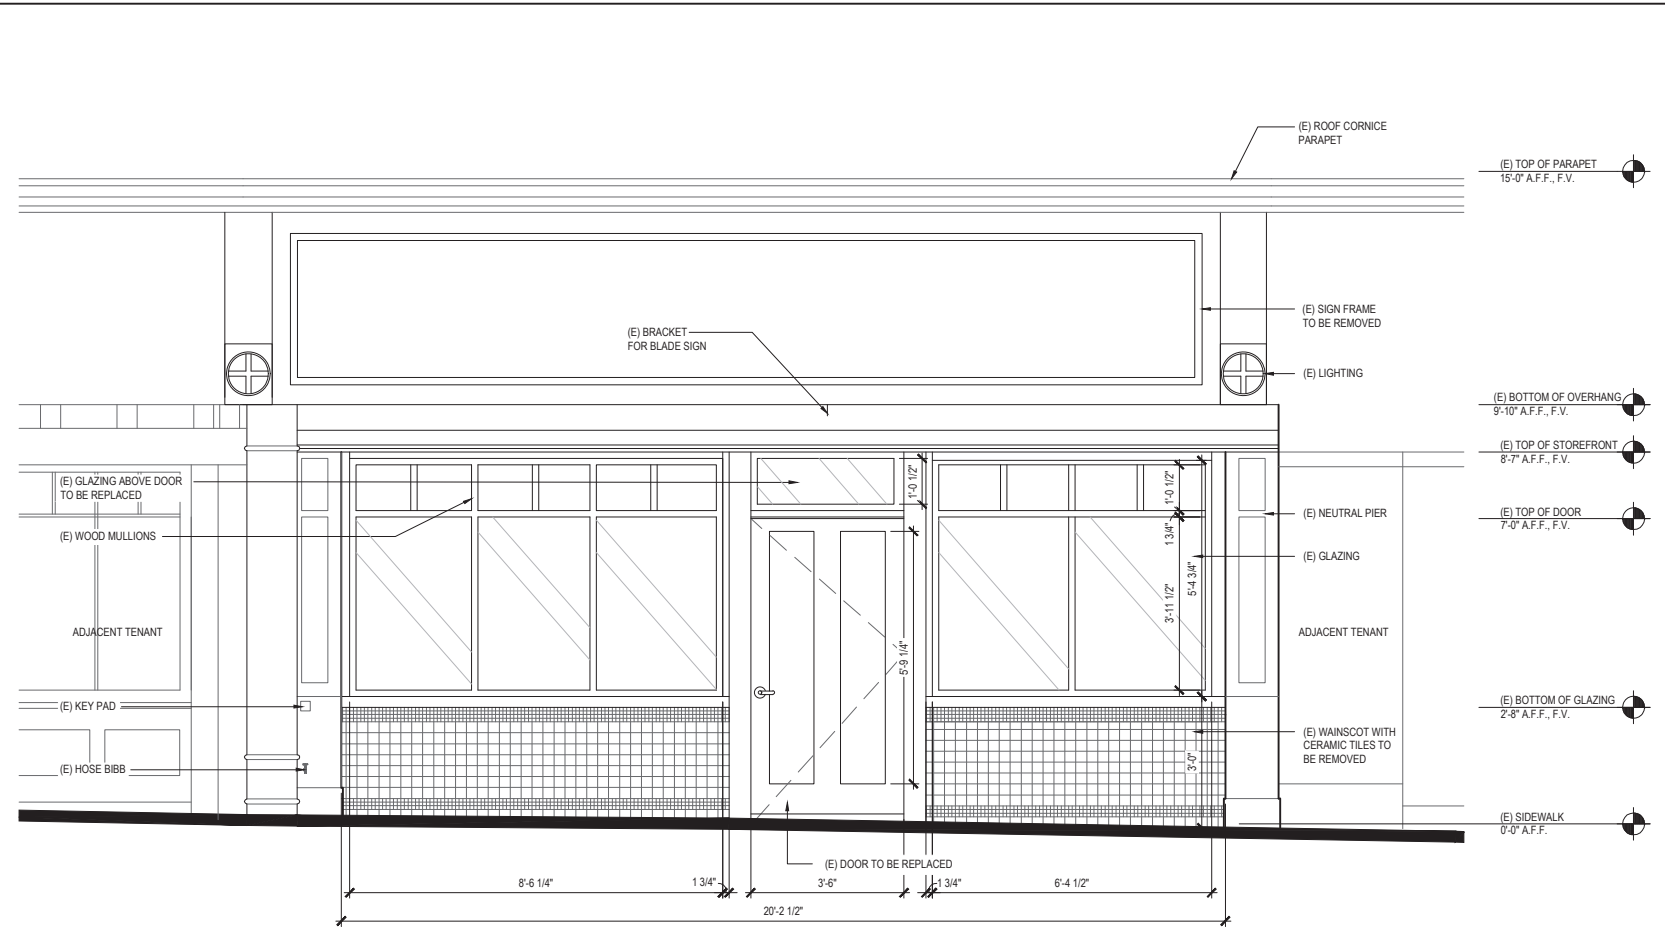 (E) ROOF CORNICE
PARAPET
(E) TOP OF PARAPET
15'-0" A.F.F., F.V.
(E) SIGN FRAME
TO BE REMOVED
(E) BRACKET
FOR BLADE SIGN
(E) LIGHTING
(E) BOTTOM OF OVERHANG
9'-10" A.F.F., F.V.
(E) TOP OF STOREFRONT
8'-7" A.F.F., F.V.
(E) GLAZING ABOVE DOOR
TO BE REPLACED
1'-0 1/2"
1'-0 1/2"
(E) NEUTRAL PIER
(E) TOP OF DOOR
7'-0" A.F.F., F.V.
(E) WOOD MULLIONS
1 3/4"
(E) GLAZING
5'-4 3/4"
3'-11 1/2"
ADJACENT TENANT
5'-9 1/4"
ADJACENT TENANT
(E) KEY PAD
(E) BOTTOM OF GLAZING
2'-8" A.F.F., F.V.
(E) WAINSCOT WITH
CERAMIC TILES TO
BE REMOVED
3'-0"
(E) HOSE BIBB
(E) SIDEWALK
0'-0" A.F.F.
(E) DOOR TO BE REPLACED
8'-6 1/4"
1 3/4"
3'-6"
1 3/4"
6'-4 1/2"
20'-2 1/2"